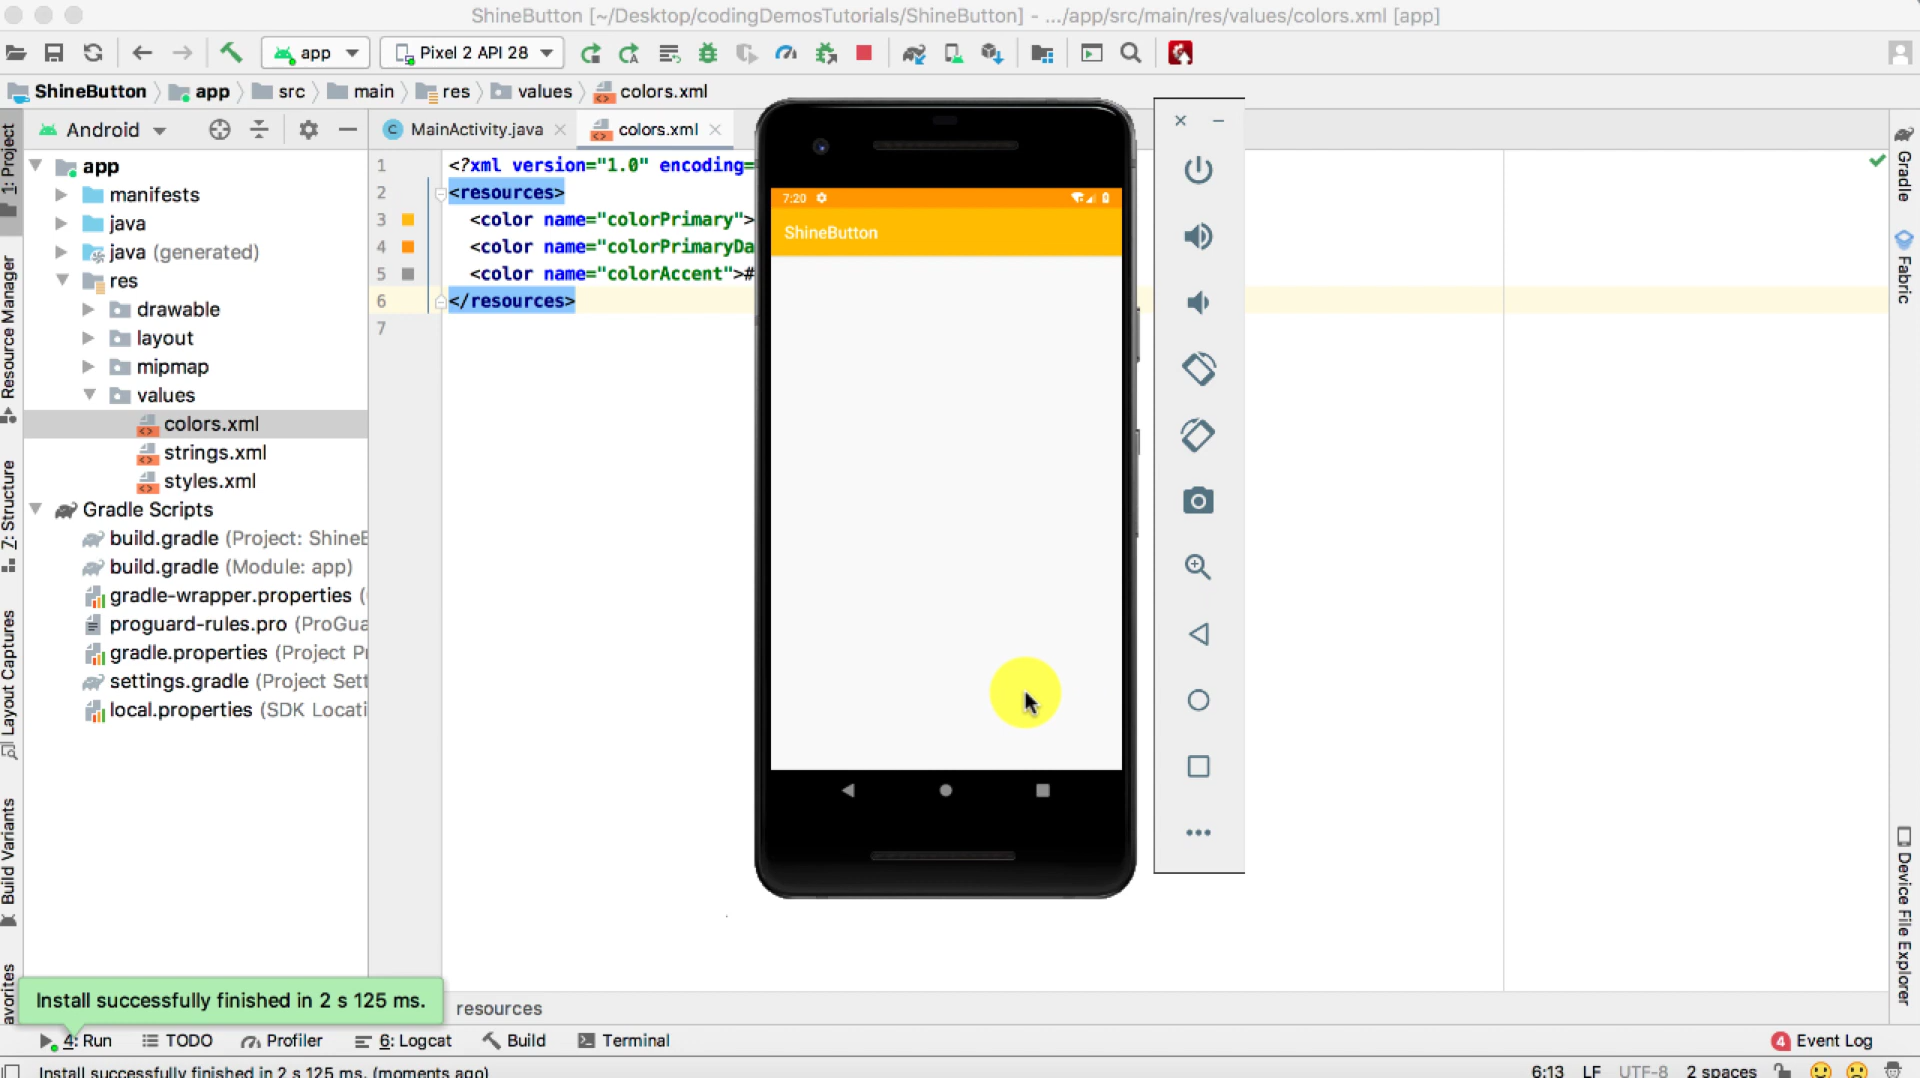 ShineButton [~/Desktop/codingDemosTutorials/ShineButton] - .../app/src/main/res/values/colors.xml [app]
app
Pixel 2 API 28
ShineButton
app
src
main
res
values
colors.xml
1: Project
Resource Manager
Z: Structure
Layout Captures
Build Variants
avorites
Android
app
manifests
java
java (generated)
res
drawable
layout
mipmap
values
colors.xml
strings.xml
styles.xml
Gradle Scripts
build.gradle (Project: ShineB
build.gradle (Module: app)
gradle-wrapper.properties (
proguard-rules.pro (ProGua
gradle.properties (Project P
settings.gradle (Project Sett
local.properties (SDK Locati
MainActivity.java
colors.xml
1 <?xml version="1.0" encoding=
2 <resources>
3 <color name="colorPrimary">
4 <color name="colorPrimaryDa
5 <color name="colorAccent">#
6 </resources>
7
7:20
ShineButton
Gradle
Fabric
Device File Explorer
Install successfully finished in 2 s 125 ms.
resources
4: Run
TODO
Profiler
6: Logcat
Build
Terminal
4 Event Log
Install successfully finished in 2 s 125 ms. (moments ago)
6:13 LF UTF-8 2 spaces